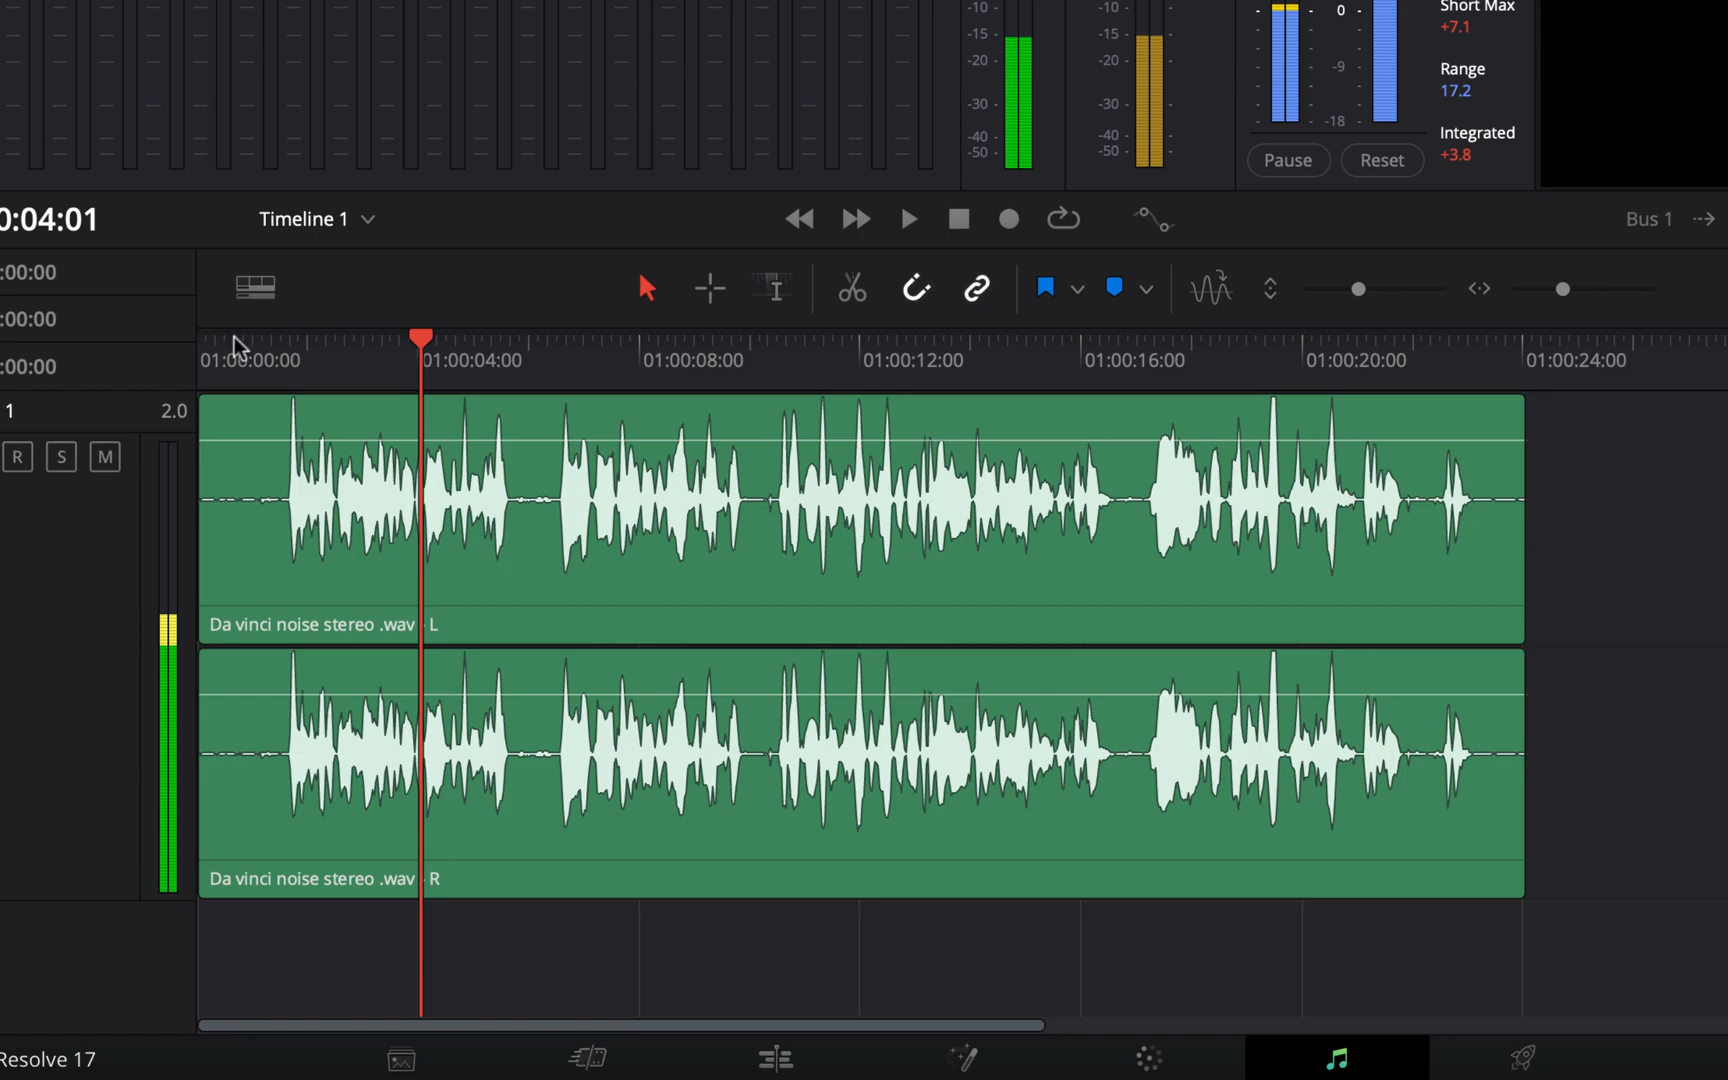 -10 -
-15 -
-20 -
-30 -
-40 -
-50 -
-10 -
-15 -
-20 -
-30 -
-40 -
-50 -
0
-9
-18
Short Max
+7.1
Range
17.2
Integrated
+3.8
Pause
Reset
0:04:01
Timeline 1
Bus 1
:00:00
:00:00
:00:00
01:00:00:00
01:00:04:00
01:00:08:00
01:00:12:00
01:00:16:00
01:00:20:00
01:00:24:00
1
2.0
R S M
Da vinci noise stereo .wav - L
Da vinci noise stereo .wav - R
Resolve 17